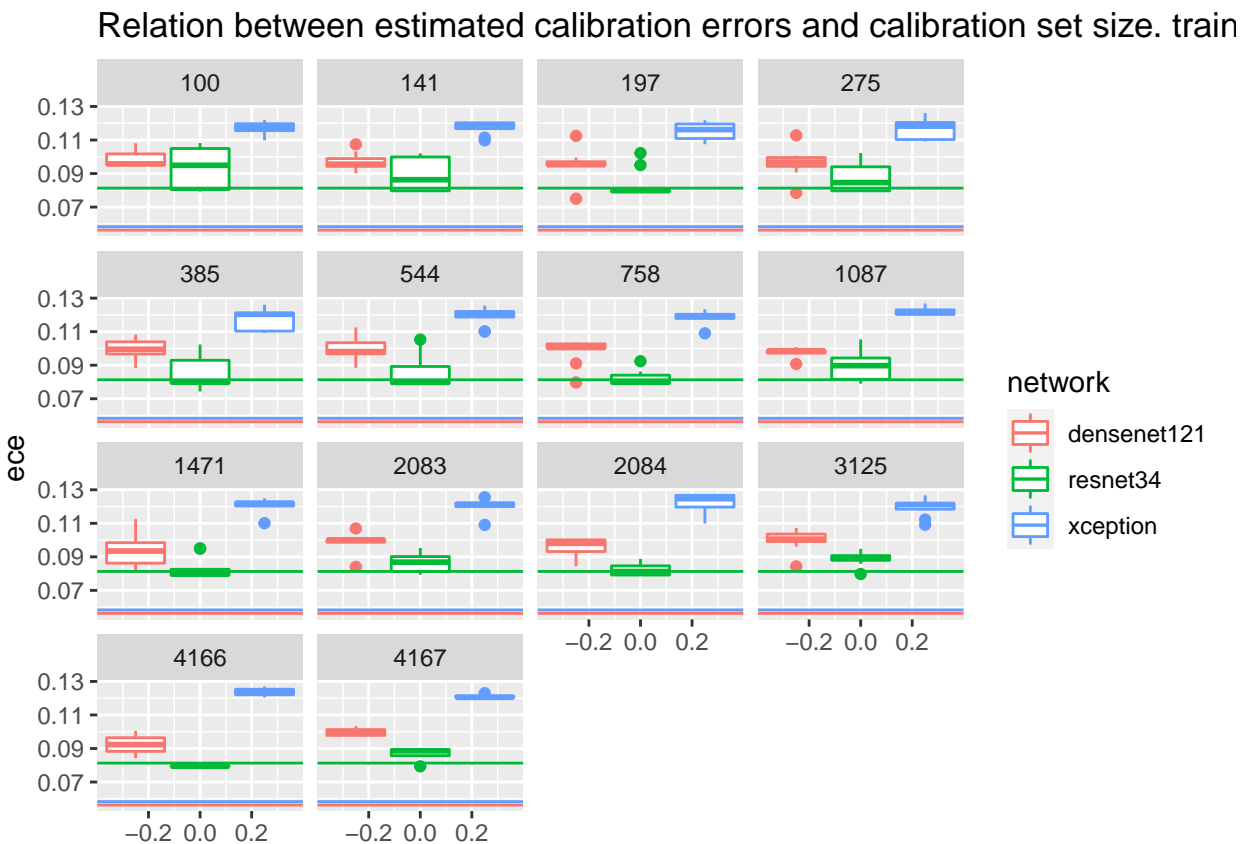 Relation between estimated calibration errors and calibration set size. train
100 141 197 275
0.13
0.11
0.09
0.07
385 544 758 1087
0.13
0.11
0.09
0.07
network
densenet121
resnet34
xception
ece
1471 2083 2084 3125
0.13
0.11
0.09
0.07
−0.2 0.0 0.2 −0.2 0.0 0.2
4166 4167
0.13
0.11
0.09
0.07
−0.2 0.0 0.2 −0.2 0.0 0.2